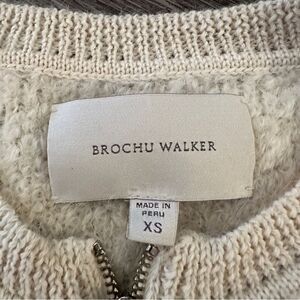 BROCHU WALKER
MADE IN
PERU
XS